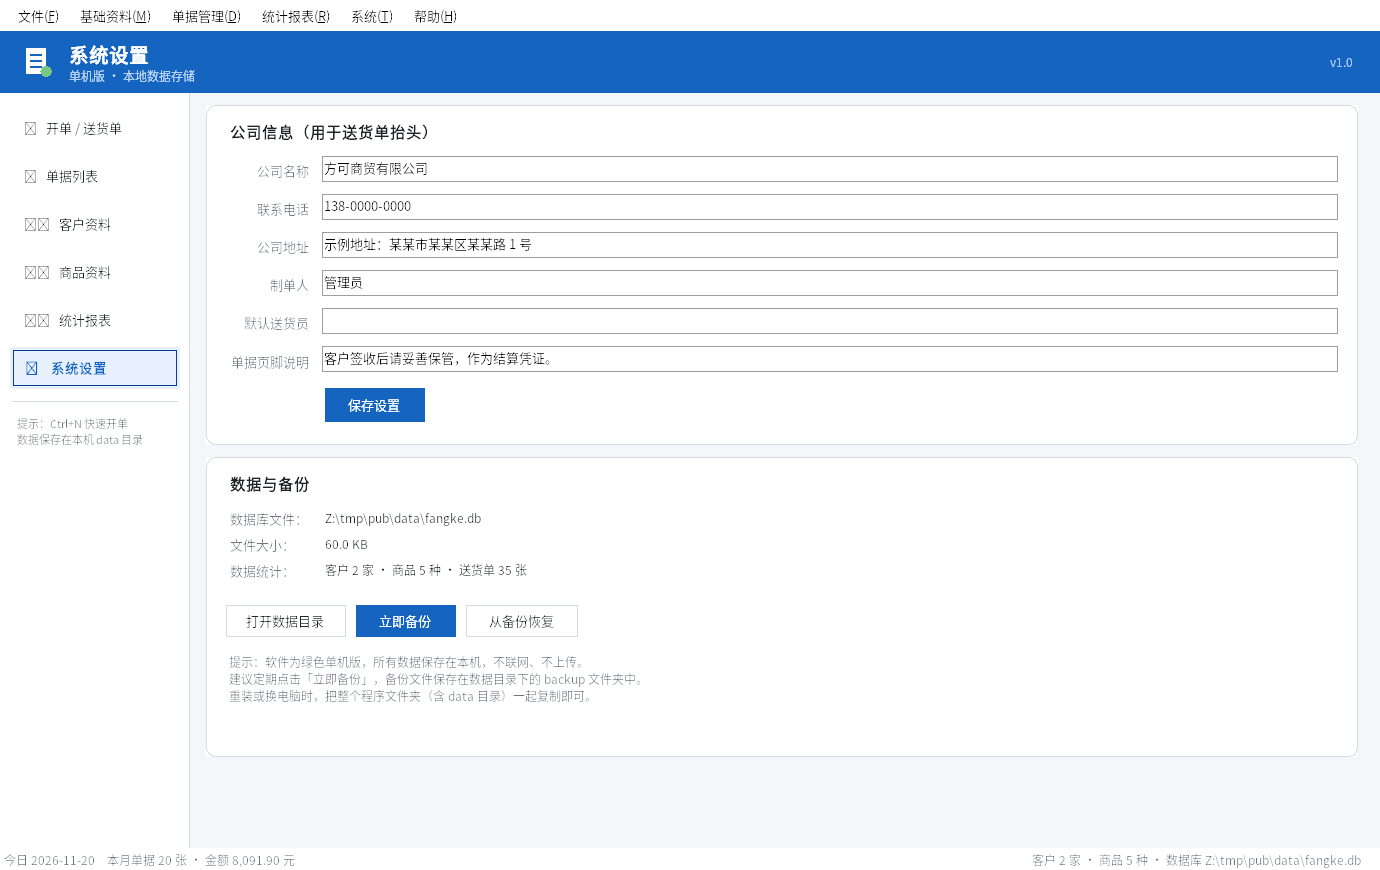 文件(F) 基础资料(M) 单据管理(D) 统计报表(R) 系统(T) 帮助(H)
系统设置
单机版 · 本地数据存储
v1.0
开单 / 送货单
单据列表
客户资料
商品资料
统计报表
系统设置
提示：Ctrl+N 快速开单
数据保存在本机 data 目录
公司信息（用于送货单抬头）
公司名称 方可商贸有限公司
联系电话 138-0000-0000
公司地址 示例地址：某某市某某区某某路 1 号
制单人 管理员
默认送货员
单据页脚说明 客户签收后请妥善保管，作为结算凭证。
保存设置
数据与备份
数据库文件： Z:\tmp\pub\data\fangke.db
文件大小： 60.0 KB
数据统计： 客户 2 家 · 商品 5 种 · 送货单 35 张
打开数据目录 立即备份 从备份恢复
提示：软件为绿色单机版，所有数据保存在本机，不联网、不上传。
建议定期点击「立即备份」，备份文件保存在数据目录下的 backup 文件夹中。
重装或换电脑时，把整个程序文件夹（含 data 目录）一起复制即可。
今日 2026-11-20 本月单据 20 张 · 金额 8,091.90 元
客户 2 家 · 商品 5 种 · 数据库 Z:\tmp\pub\data\fangke.db